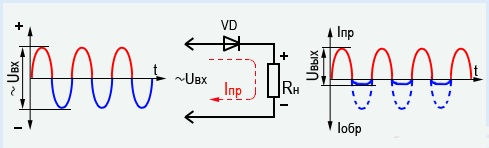 +
~ Uвх
t
−
VD
~Uвх
Iпр
+
Rн
−
Iпр
Uвых
t
Iобр